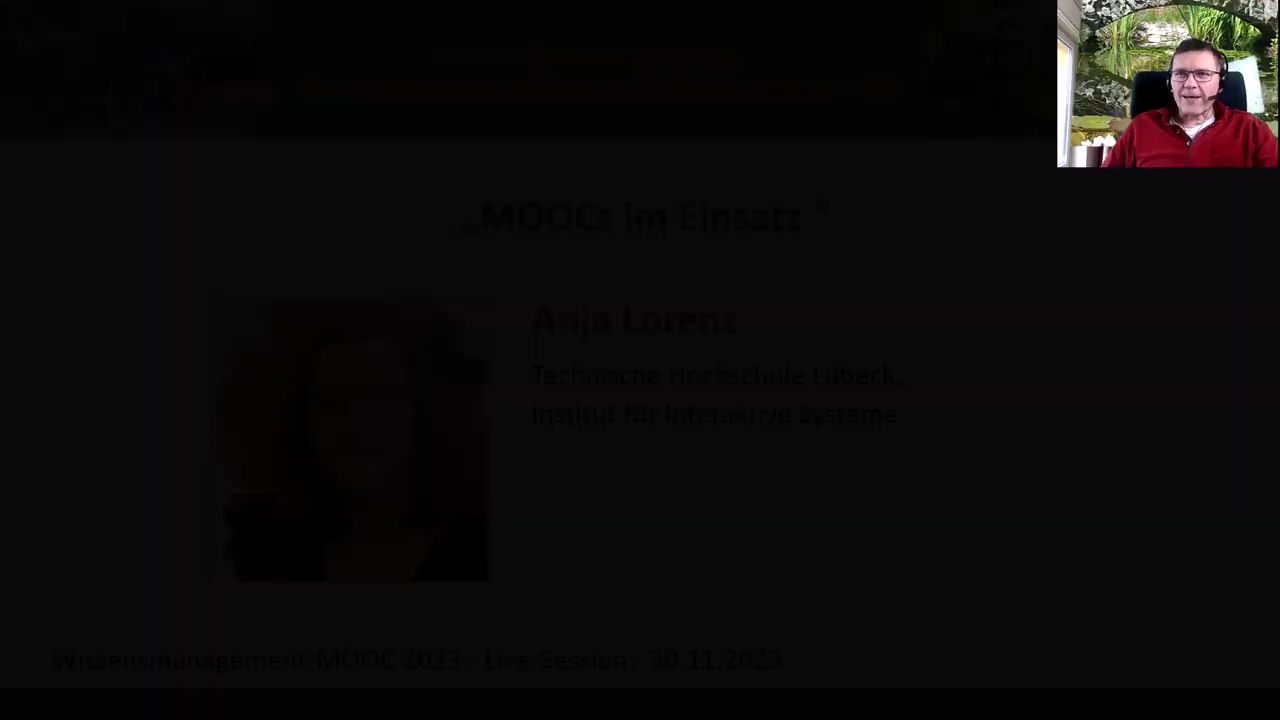 „MOOCs im Einsatz "
Anja Lorenz
Technische Hochschule Lübeck,
Institut für Interaktive Systeme
Wissensmanagement-MOOC 2023 - Live-Session: 30.11.2023